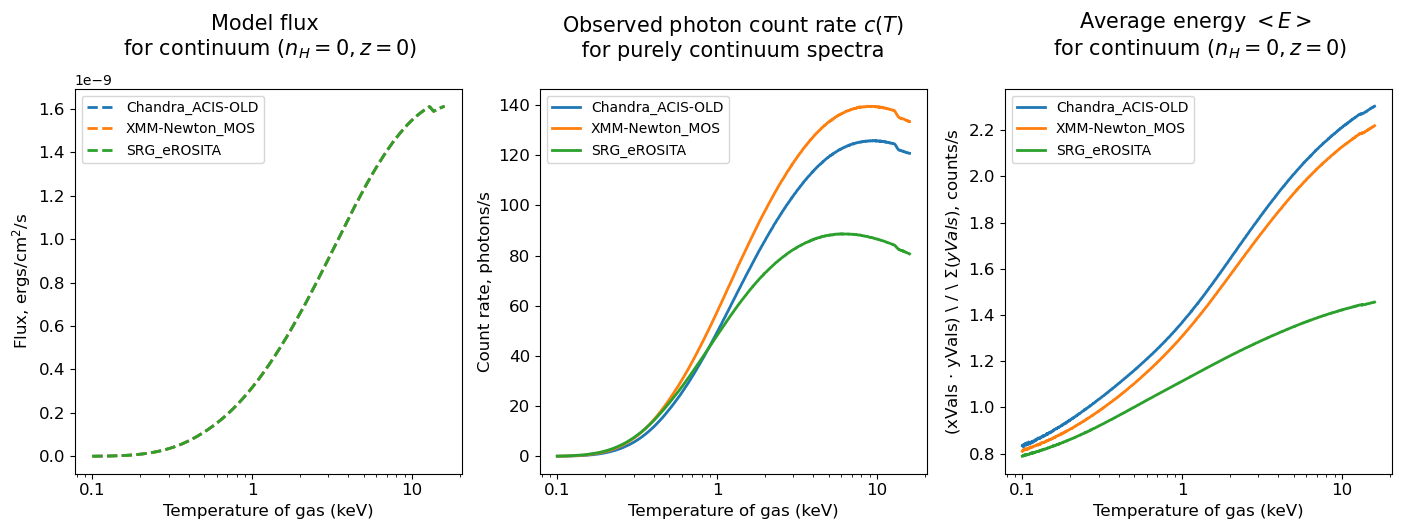 Model flux
for continuum ($n_H = 0, z = 0$)
1e−9
Chandra_ACIS-OLD
XMM-Newton_MOS
SRG_eROSITA
Flux, ergs/cm$^2$/s
1.6
1.4
1.2
1.0
0.8
0.6
0.4
0.2
0.0
0.1
1
10
Temperature of gas (keV)
Observed photon count rate $c(T)$
for purely continuum spectra
Chandra_ACIS-OLD
XMM-Newton_MOS
SRG_eROSITA
Count rate, photons/s
140
120
100
80
60
40
20
0
0.1
1
10
Temperature of gas (keV)
Average energy $<E>$
for continuum ($n_H = 0, z = 0$)
Chandra_ACIS-OLD
XMM-Newton_MOS
SRG_eROSITA
(xVals · yVals) \ / \ Σ(yVals), counts/s
2.2
2.0
1.8
1.6
1.4
1.2
1.0
0.8
0.1
1
10
Temperature of gas (keV)